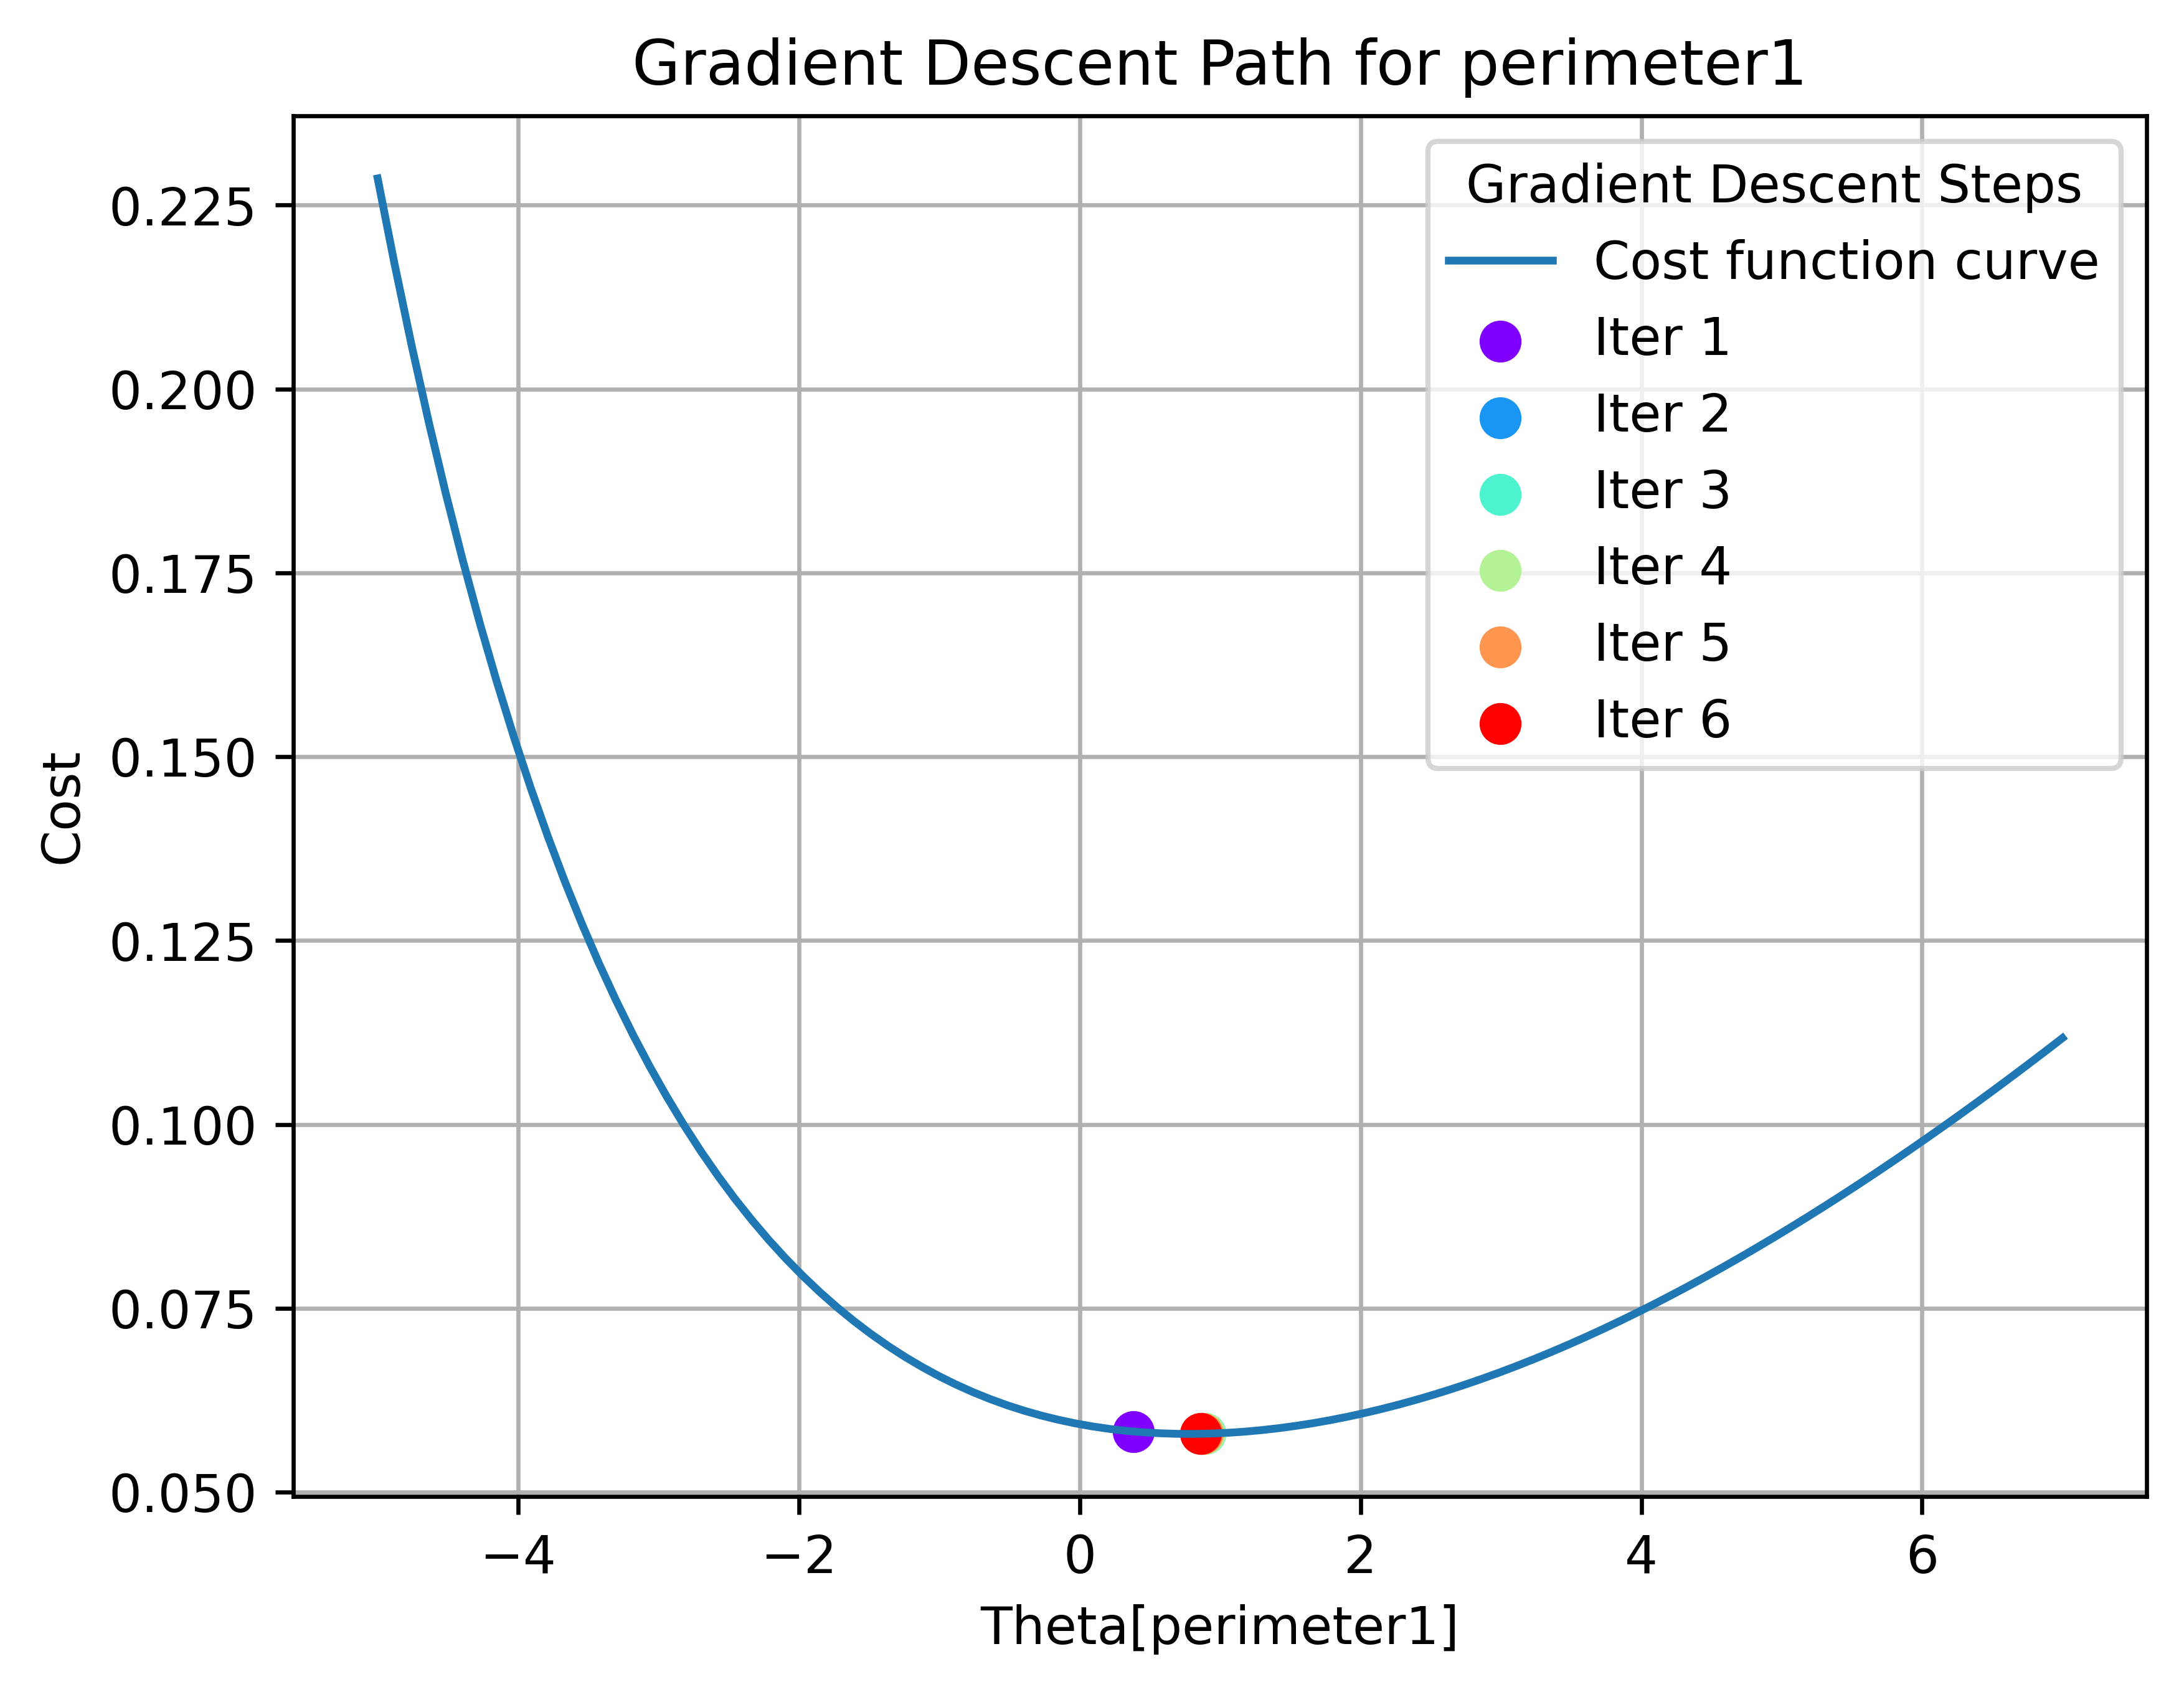 Gradient Descent Path for perimeter1
Gradient Descent Steps
Cost function curve
Iter 1
Iter 2
Iter 3
Iter 4
Iter 5
Iter 6
Cost
0.225
0.200
0.175
0.150
0.125
0.100
0.075
0.050
−4
−2
0
2
4
6
Theta[perimeter1]